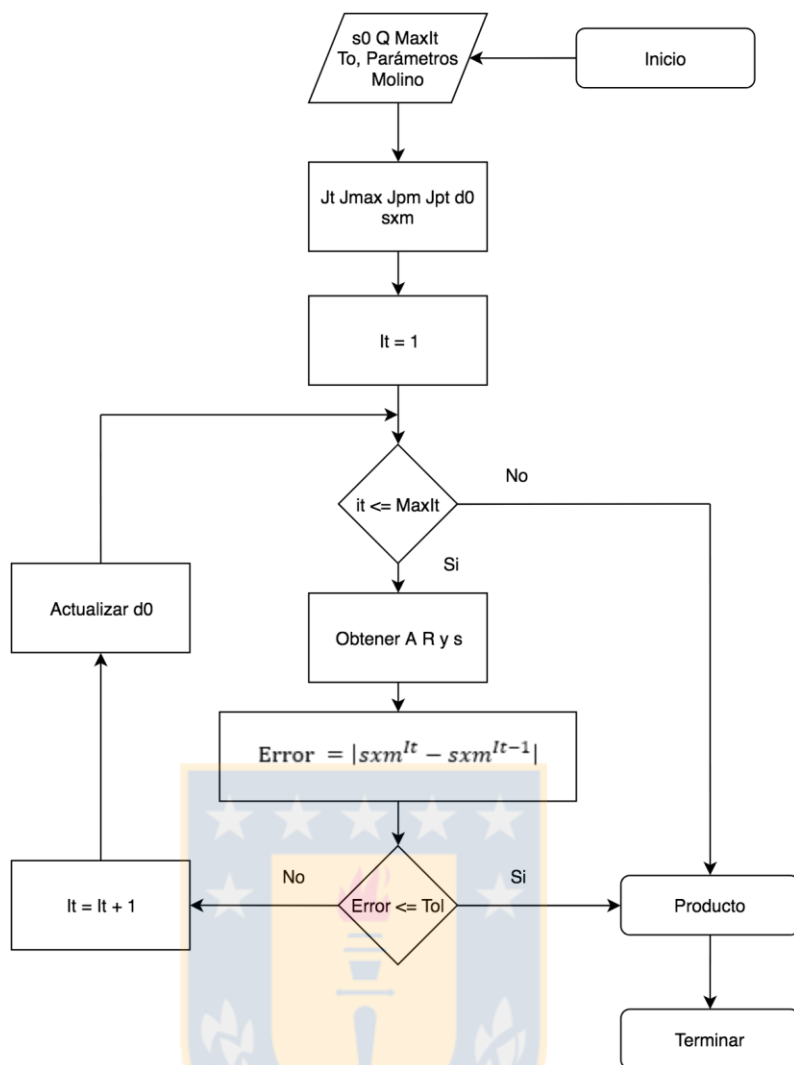 s0 Q MaxIt
To, Parámetros
Molino
Inicio
Jt Jmax Jpm Jpt d0
sxm
It = 1
it <= MaxIt
No
Si
Actualizar d0
Obtener A R y s
Error = |sxm^{It} − sxm^{It−1}|
It = It + 1
No
Error <= Tol
Si
Producto
Terminar